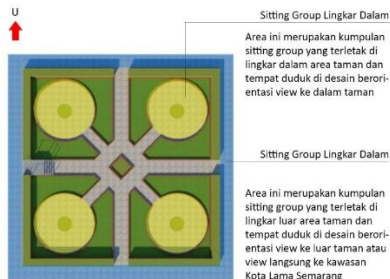 U
Sitting Group Lingkar Dalam
Area ini merupakan kumpulan
sitting group yang terletak di
lingkar dalam area taman dan
tempat duduk di desain berori-
entasi view ke dalam taman
Sitting Group Lingkar Dalam
Area ini merupakan kumpulan
sitting group yang terletak di
lingkar luar area taman dan
tempat duduk di desain berori-
entasi view ke luar taman atau
view langsung ke kawasan
Kota Lama Semarang